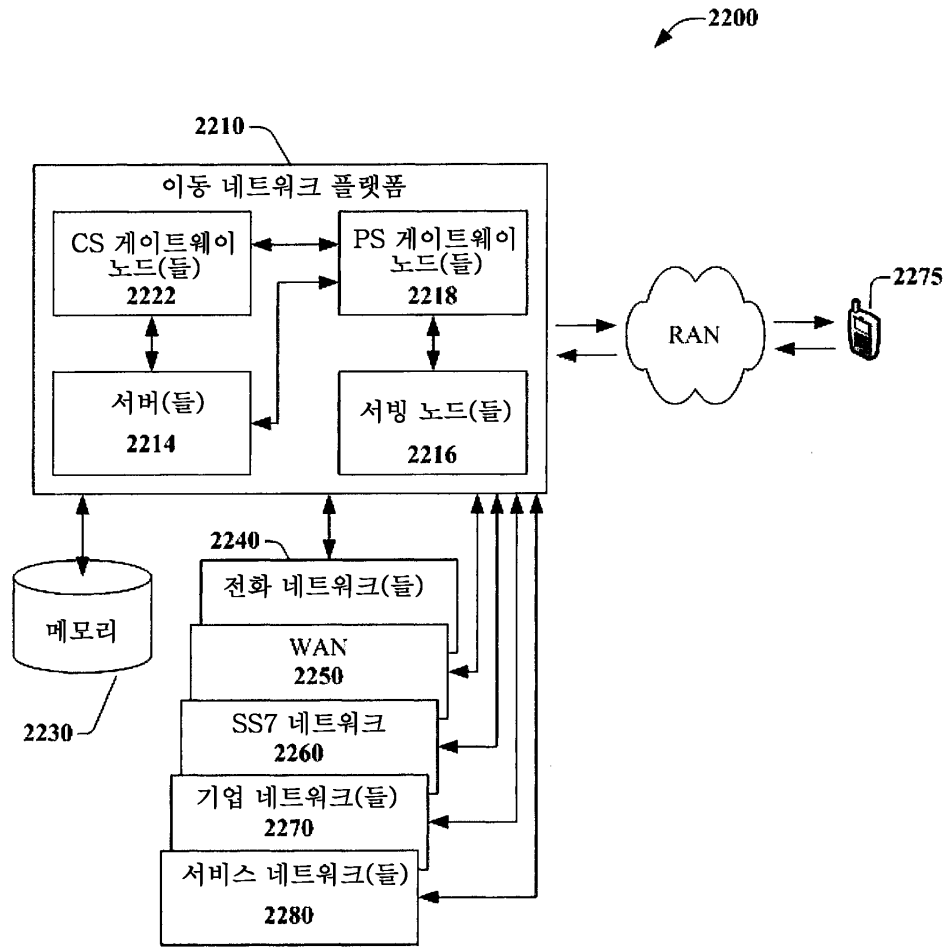 2200
2210
이동 네트워크 플랫폼
CS 게이트웨이
노드(들)
2222
PS 게이트웨이
노드(들)
2218
서버(들)
2214
서빙 노드(들)
2216
RAN
2275
메모리
2230
2240
전화 네트워크(들)
WAN
2250
SS7 네트워크
2260
기업 네트워크(들)
2270
서비스 네트워크(들)
2280